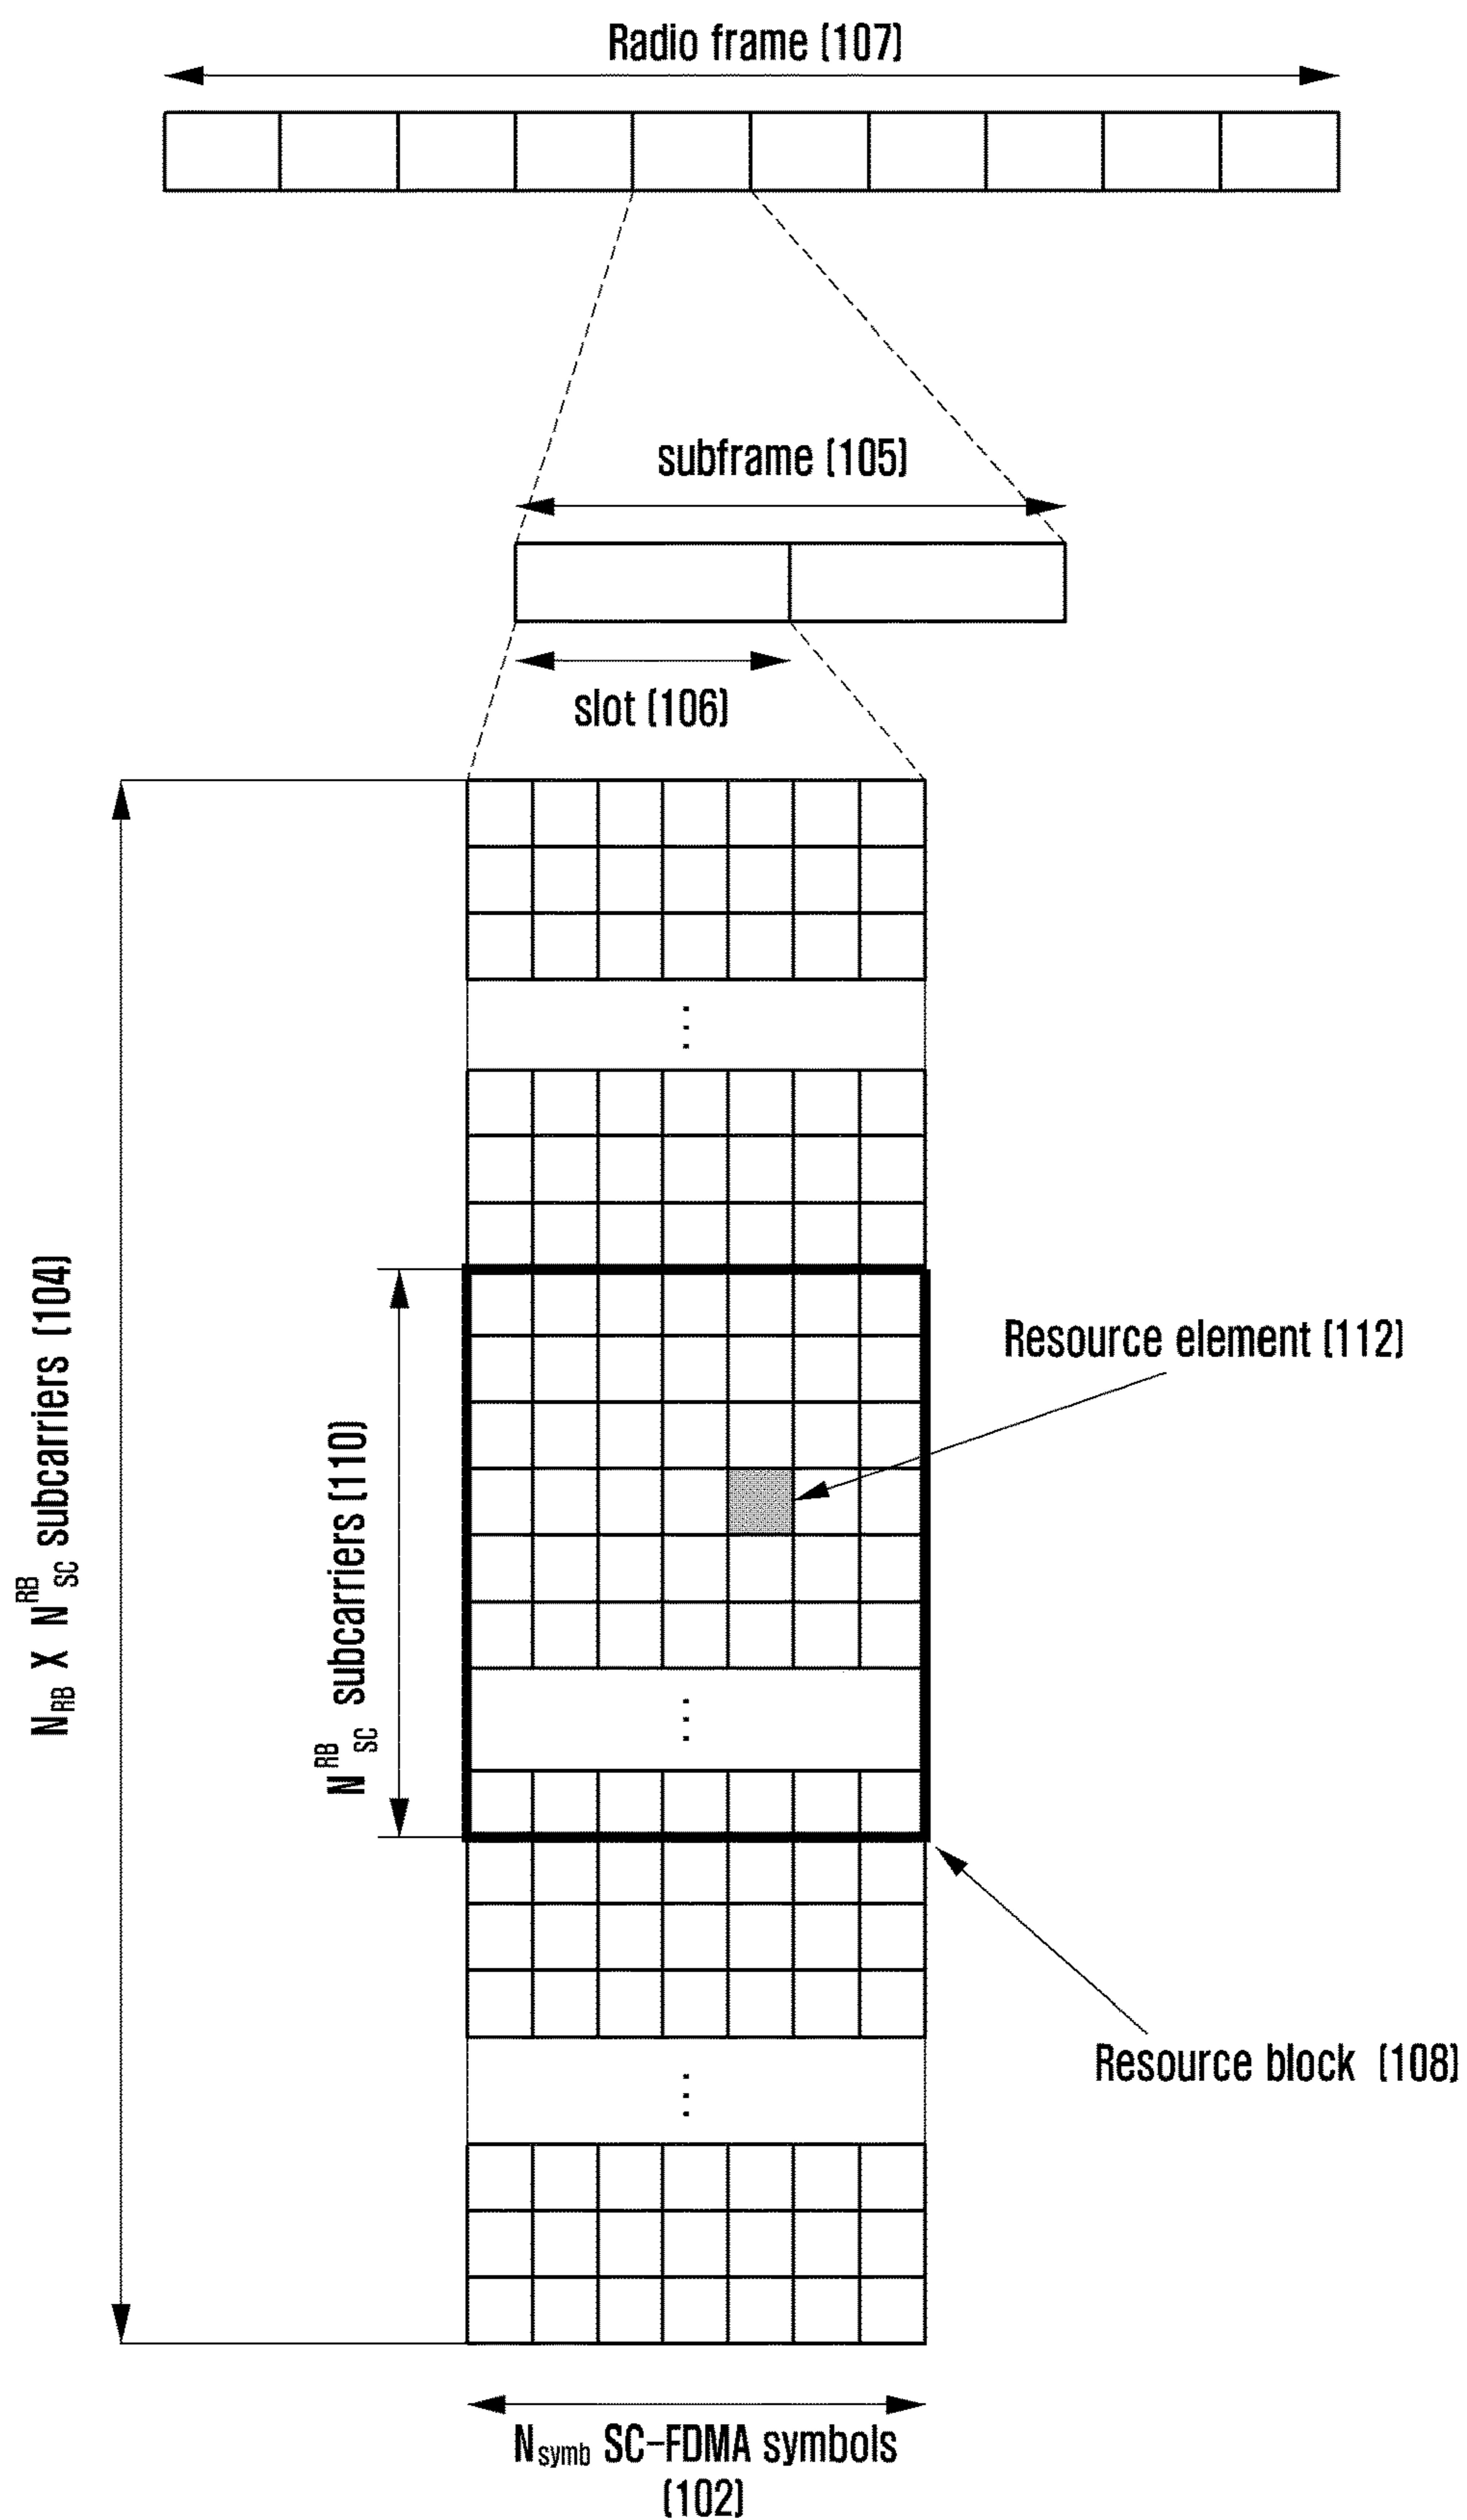 Radio frame (107)
subframe (105)
slot (106)
Resource element (112)
N_RB X N^RB_SC subcarriers (104)
N^RB_SC subcarriers (110)
Resource block (108)
N_symb SC-FDMA symbols
(102)